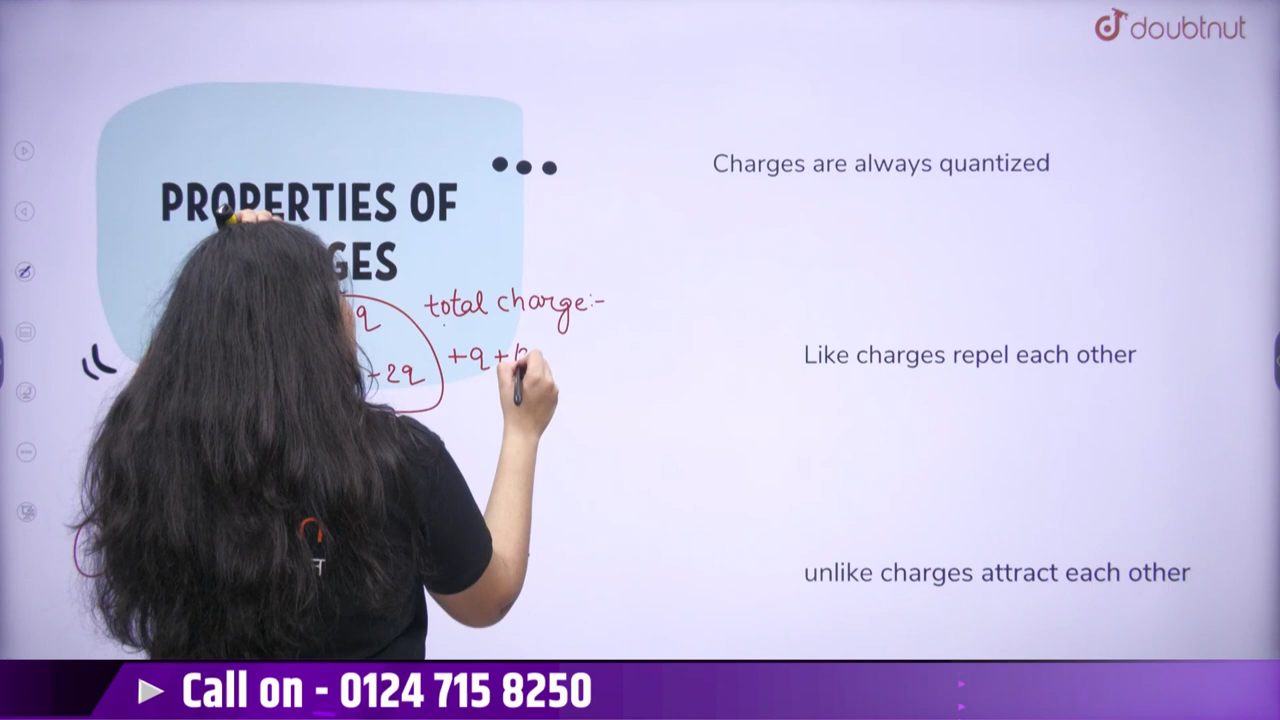 doubtnut
PROPERTIES OF
GES
Charges are always quantized
q
total charge:-
-2q
+q +
Like charges repel each other
unlike charges attract each other
Call on - 0124 715 8250